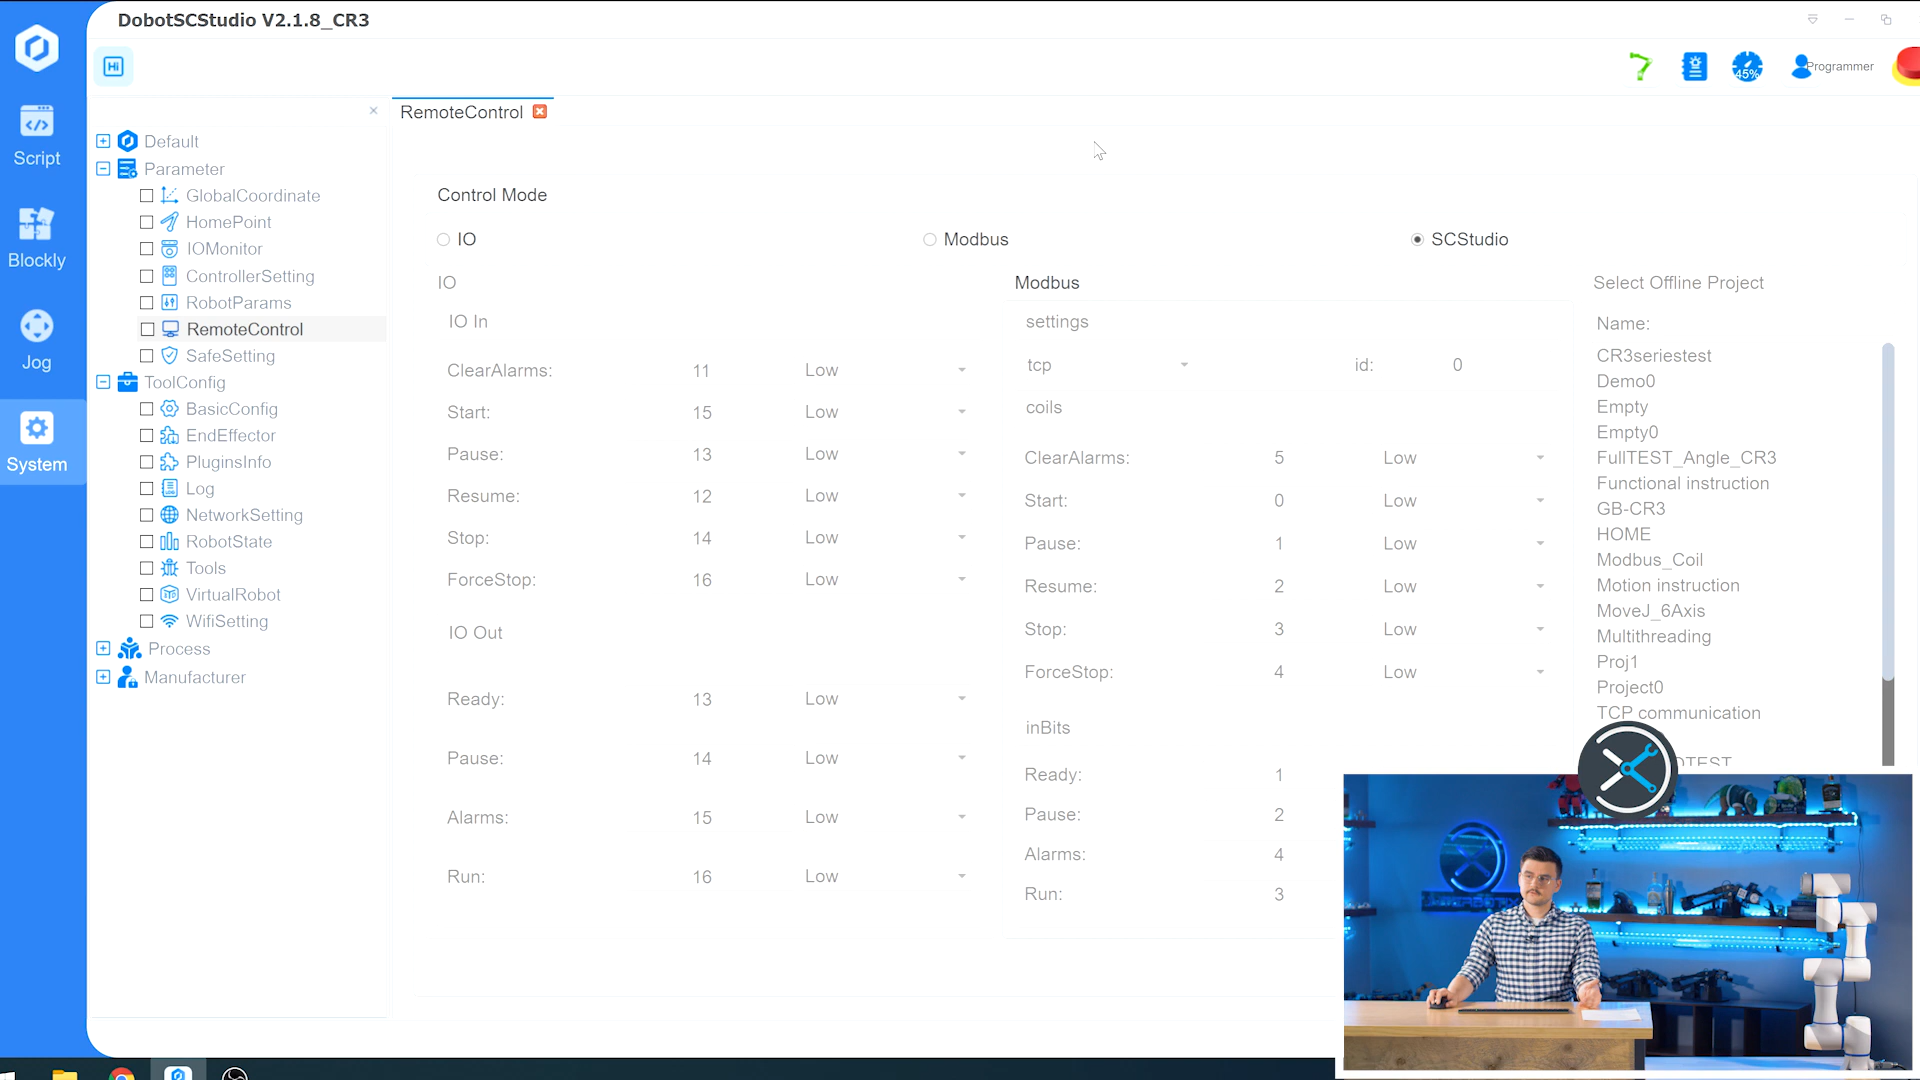 DobotSCStudio V2.1.8_CR3
Hi
45%
Programmer
Script
Blockly
Jog
System
Default
Parameter
GlobalCoordinate
HomePoint
IOMonitor
ControllerSetting
RobotParams
RemoteControl
SafeSetting
ToolConfig
BasicConfig
EndEffector
PluginsInfo
Log
NetworkSetting
RobotState
Tools
VirtualRobot
WifiSetting
Process
Manufacturer
RemoteControl
Control Mode
IO Modbus SCStudio
IO
IO In
ClearAlarms: 11 Low
Start: 15 Low
Pause: 13 Low
Resume: 12 Low
Stop: 14 Low
ForceStop: 16 Low
IO Out
Ready: 13 Low
Pause: 14 Low
Alarms: 15 Low
Run: 16 Low
Modbus
settings
tcp id: 0
coils
ClearAlarms: 5 Low
Start: 0 Low
Pause: 1 Low
Resume: 2 Low
Stop: 3 Low
ForceStop: 4 Low
inBits
Ready: 1
Pause: 2
Alarms: 4
Run: 3
Select Offline Project
Name:
CR3seriestest
Demo0
Empty
Empty0
FullTEST_Angle_CR3
Functional instruction
GB-CR3
HOME
Modbus_Coil
Motion instruction
MoveJ_6Axis
Multithreading
Proj1
Project0
TCP communication